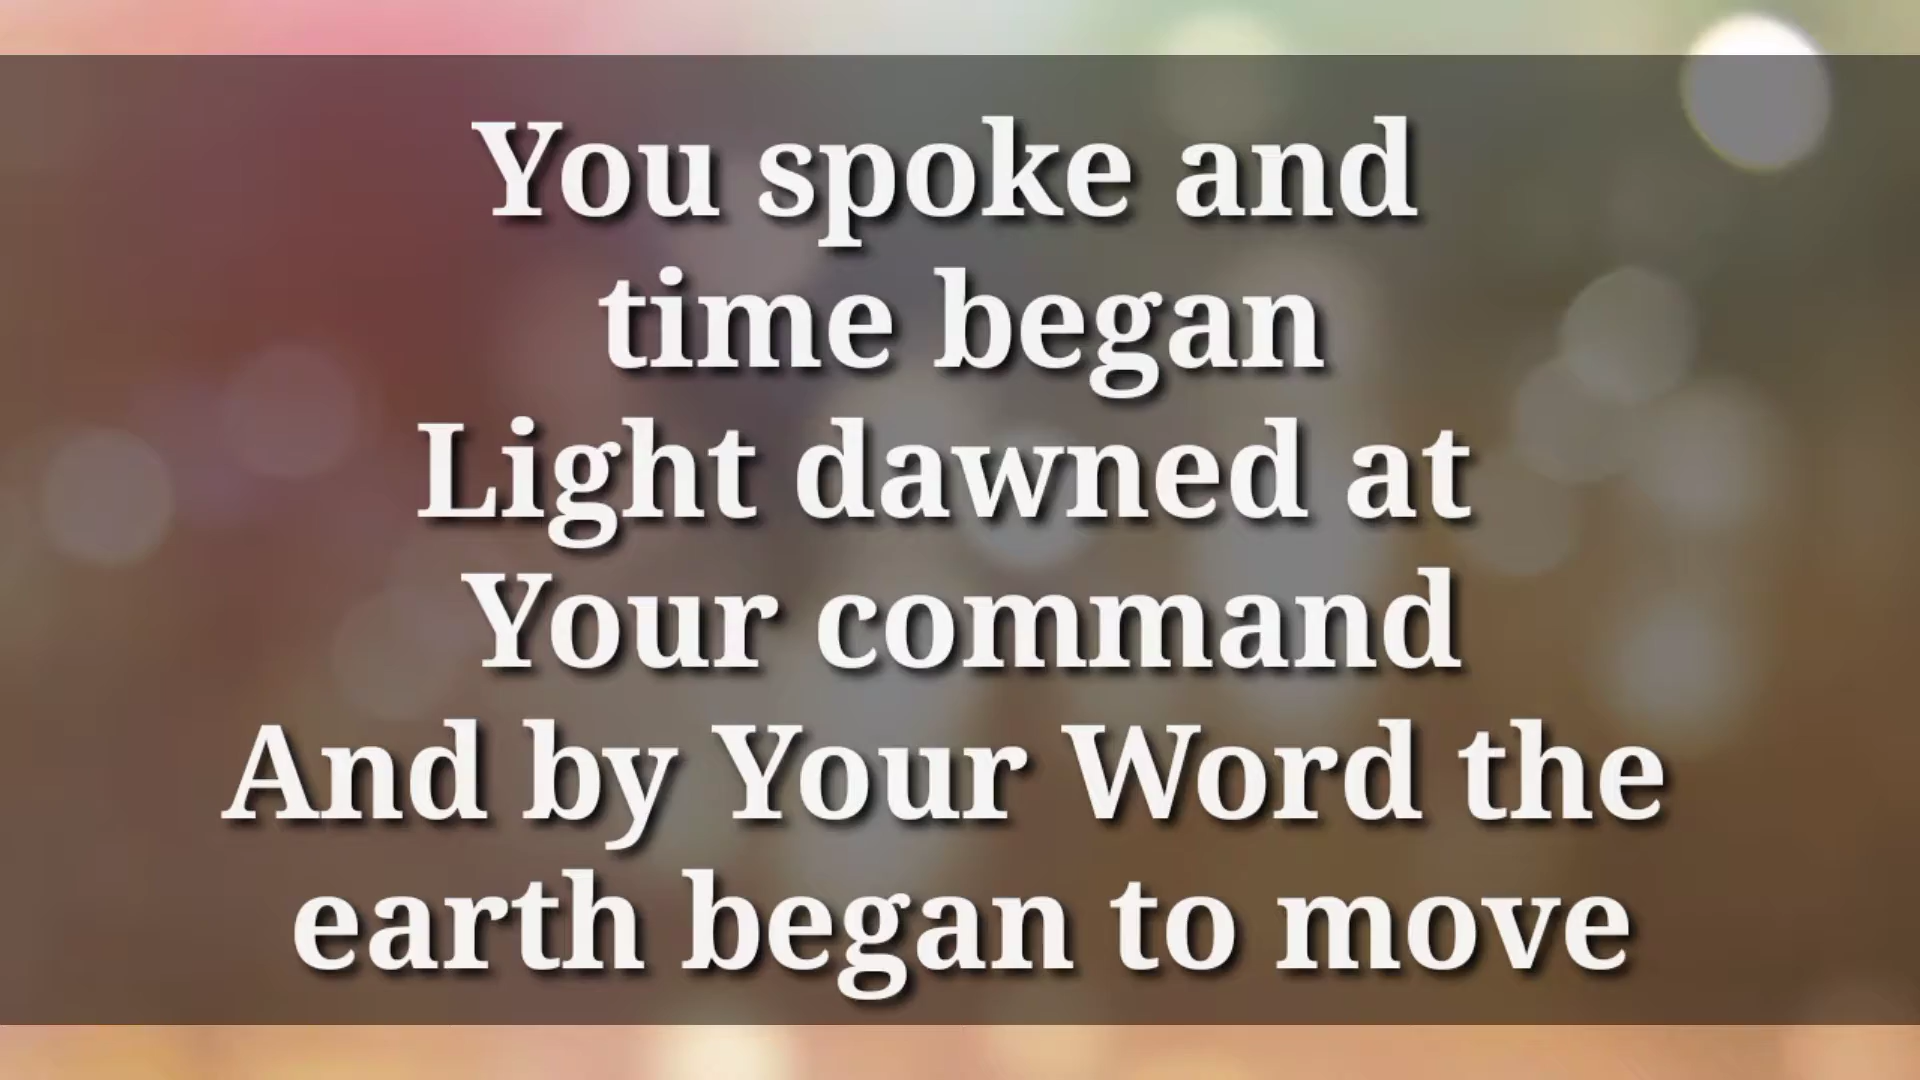 You spoke and
time began
Light dawned at
Your command
And by Your Word the
earth began to move